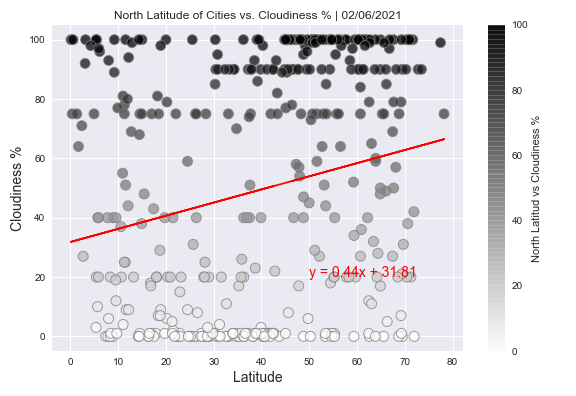 North Latitude of Cities vs. Cloudiness % | 02/06/2021
100
80
60
40
20
0
Cloudiness %
y = 0.44x + 31.81
0 10 20 30 40 50 60 70 80
Latitude
100
80
60
40
20
0
North Latitud vs Cloudiness %